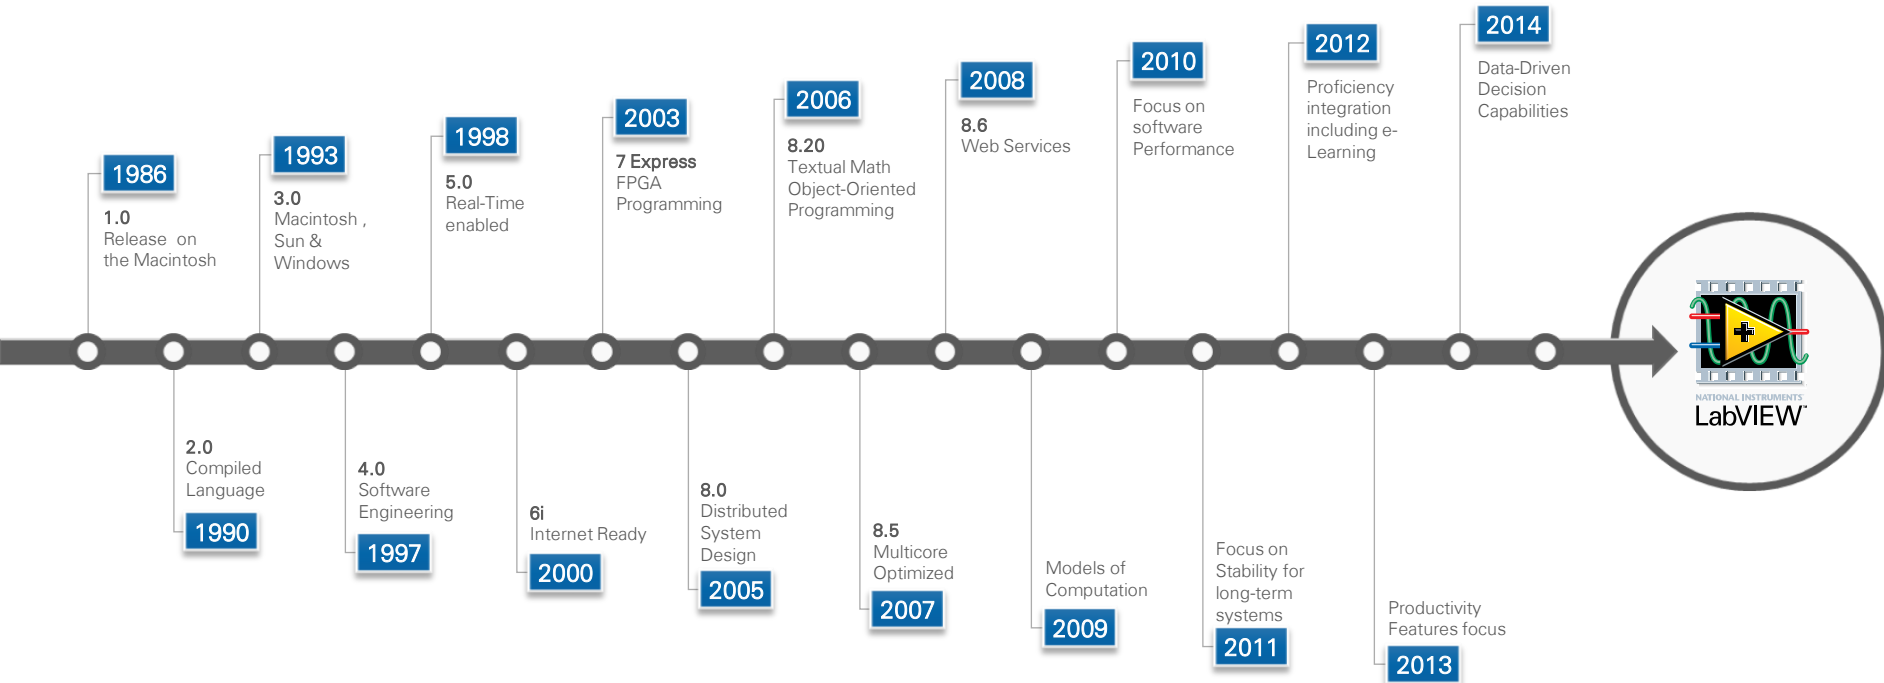 1986
1.0
Release on
the Macintosh
1993
3.0
Macintosh ,
Sun &
Windows
1998
5.0
Real-Time
enabled
2003
7 Express
FPGA
Programming
2006
8.20
Textual Math
Object-Oriented
Programming
2008
8.6
Web Services
2010
Focus on
software
Performance
2012
Proficiency
integration
including e-
Learning
2014
Data-Driven
Decision
Capabilities
2.0
Compiled
Language
1990
4.0
Software
Engineering
1997
6i
Internet Ready
2000
8.0
Distributed
System
Design
2005
8.5
Multicore
Optimized
2007
Models of
Computation
2009
Focus on
Stability for
long-term
systems
2011
Productivity
Features focus
2013
NATIONAL INSTRUMENTS
LabVIEW™